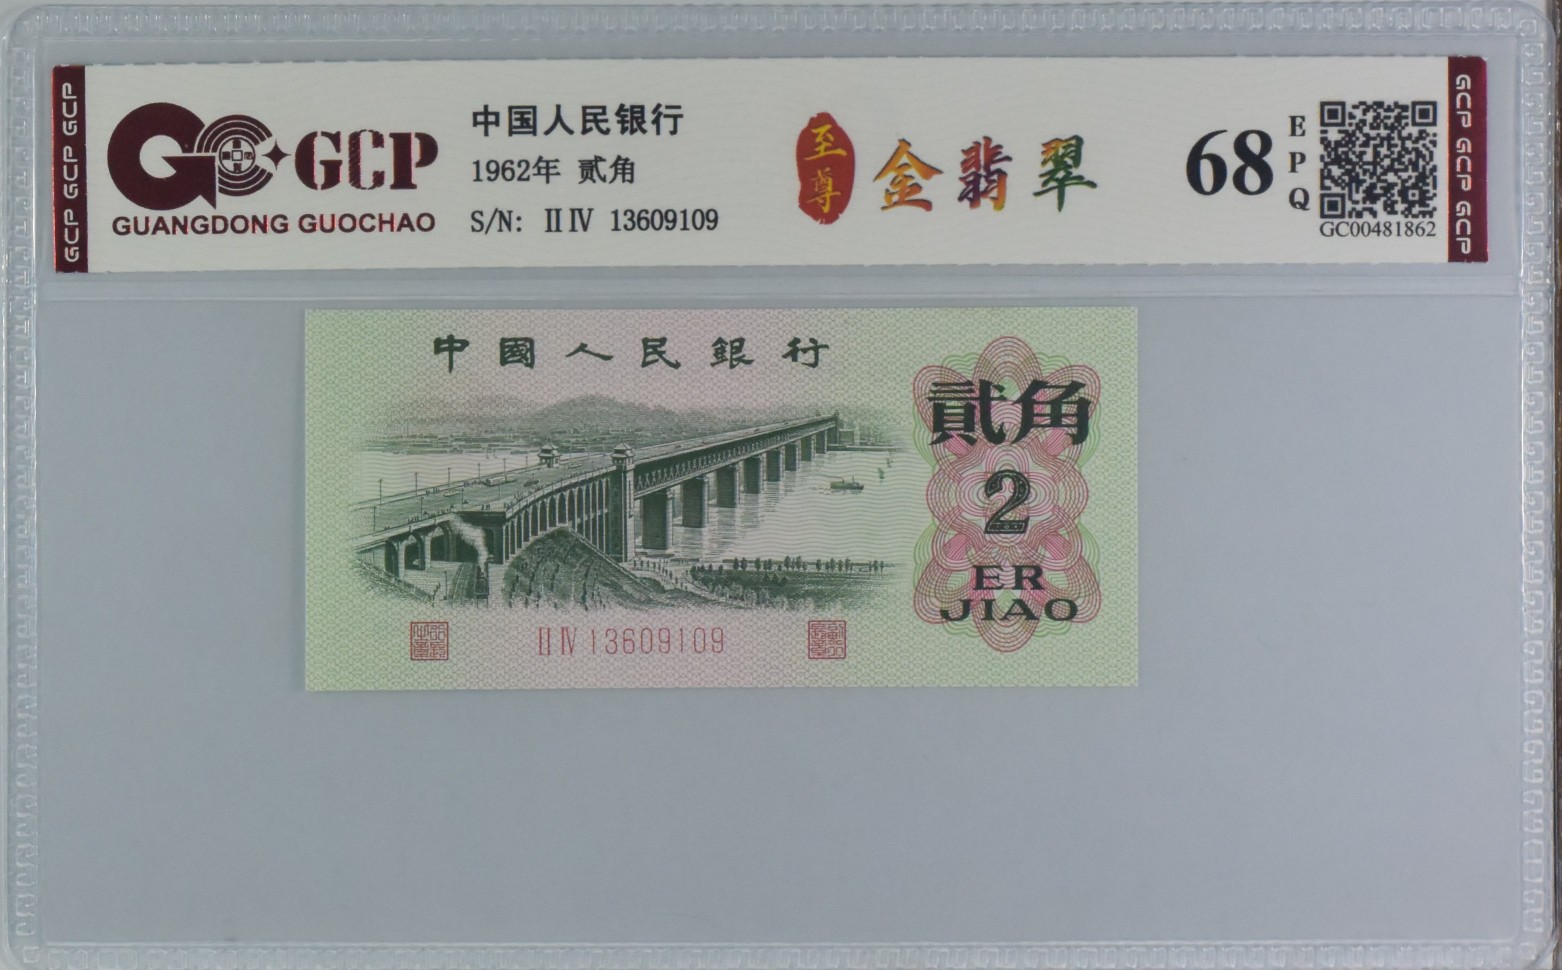 GCP GCP GCP
GCP
GUANGDONG GUOCHAO
中国人民银行
1962年 贰角
S/N: ⅡⅣ 13609109
至尊
金翡翠
68
EPQ
GC00481862
GCP GCP GCP
中國人民銀行
貳角
2
ER
JIAO
ⅡⅣ13609109